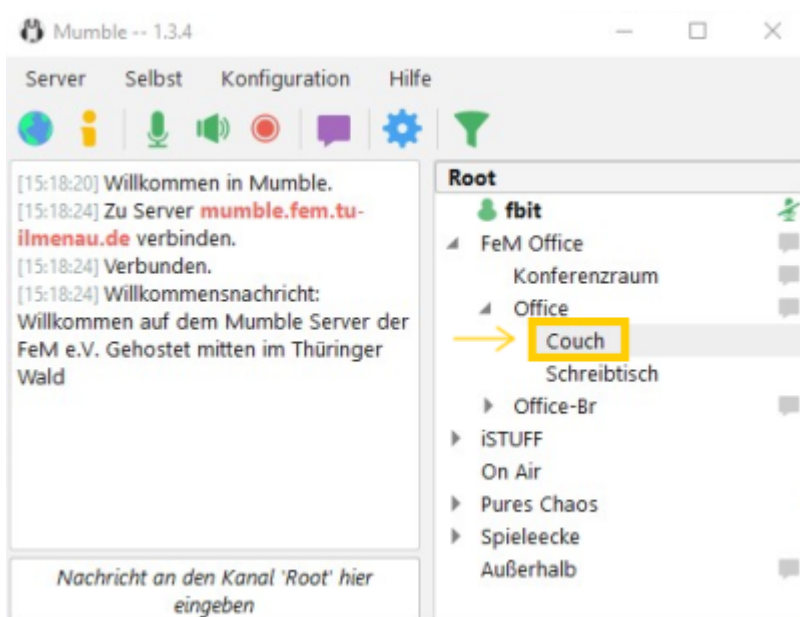 Mumble -- 1.3.4
Server Selbst Konfiguration Hilfe
[15:18:20] Willkommen in Mumble.
[15:18:24] Zu Server mumble.fem.tu-
ilmenau.de verbinden.
[15:18:24] Verbunden.
[15:18:24] Willkommensnachricht:
Willkommen auf dem Mumble Server der
FeM e.V. Gehostet mitten im Thüringer
Wald
Nachricht an den Kanal 'Root' hier
eingeben
Root
fbit
FeM Office
Konferenzraum
Office
Couch
Schreibtisch
Office-Br
iSTUFF
On Air
Pures Chaos
Spieleecke
Außerhalb